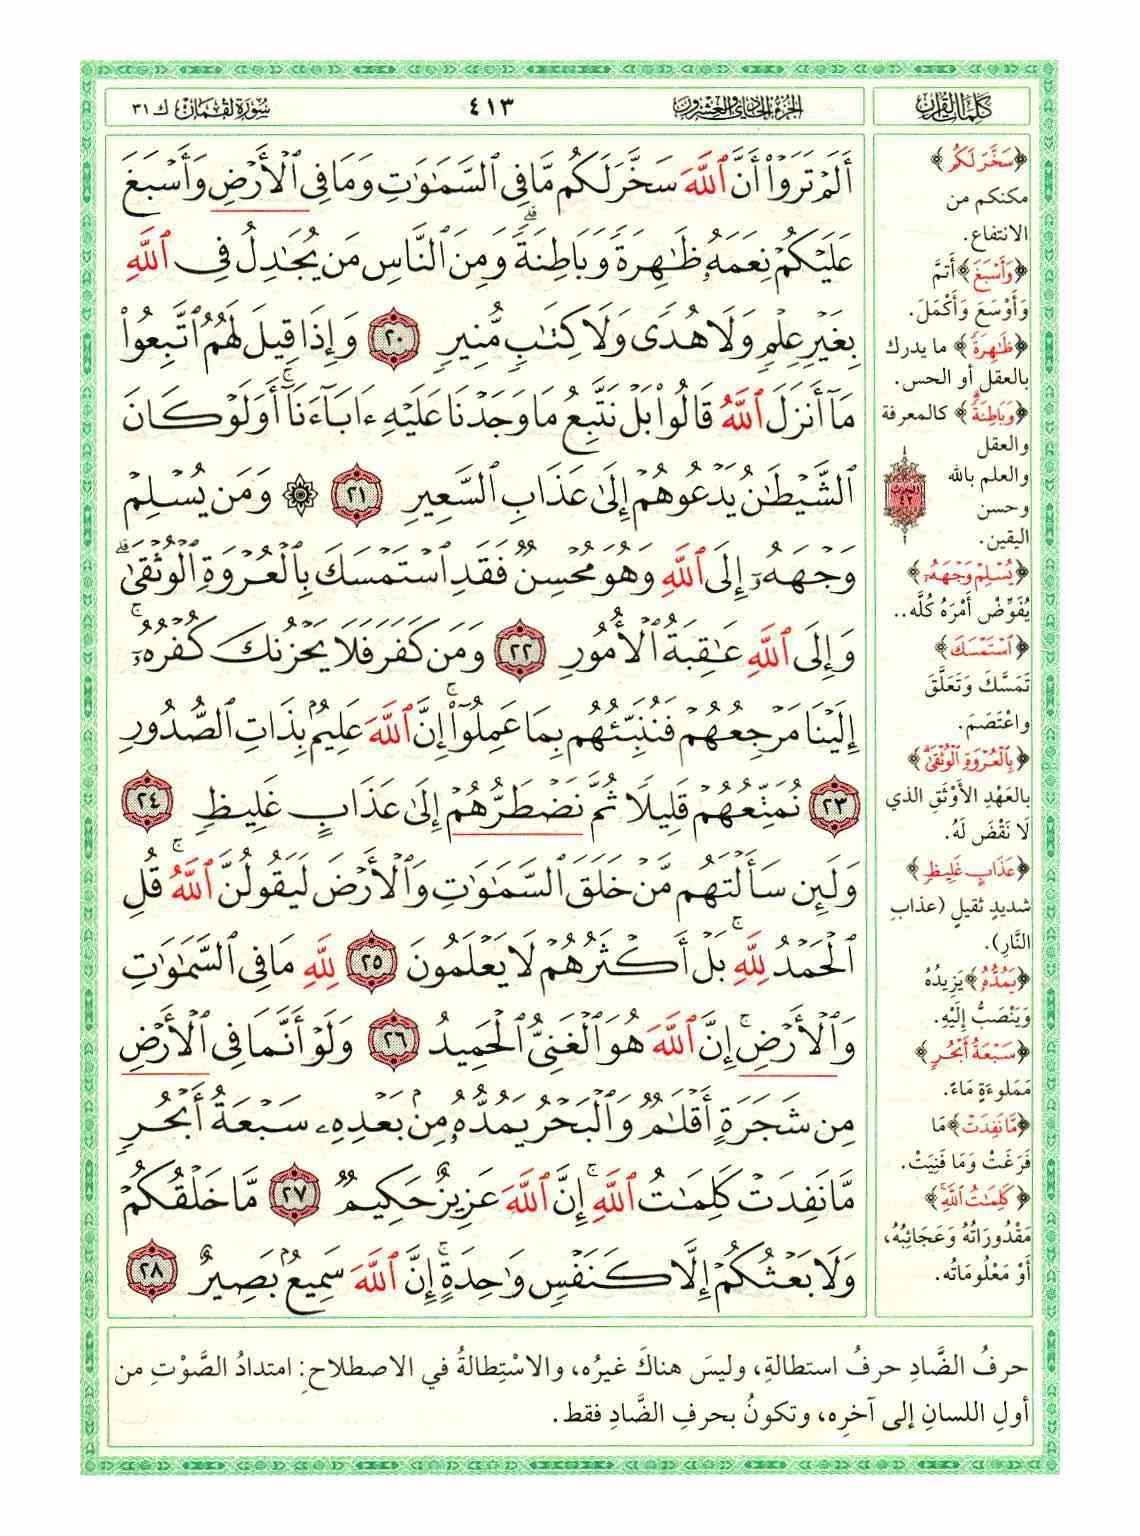 كلمات القرآن
الجزء الحادي والعشرون
٤١٣
سورة لقمان ك ٣١
أَلَمْ تَرَوْا۟ أَنَّ ٱللَّهَ سَخَّرَ لَكُم مَّا فِى ٱلسَّمَـٰوَٰتِ وَمَا فِى ٱلْأَرْضِ وَأَسْبَغَ
عَلَيْكُمْ نِعَمَهُۥ ظَـٰهِرَةً وَبَاطِنَةً ۗ وَمِنَ ٱلنَّاسِ مَن يُجَـٰدِلُ فِى ٱللَّهِ
بِغَيْرِ عِلْمٍ وَلَا هُدًى وَلَا كِتَـٰبٍ مُّنِيرٍ ٢٠ وَإِذَا قِيلَ لَهُمُ ٱتَّبِعُوا۟
مَآ أَنزَلَ ٱللَّهُ قَالُوا۟ بَلْ نَتَّبِعُ مَا وَجَدْنَا عَلَيْهِ ءَابَآءَنَآ ۚ أَوَلَوْ كَانَ
ٱلشَّيْطَـٰنُ يَدْعُوهُمْ إِلَىٰ عَذَابِ ٱلسَّعِيرِ ٢١ ۞ وَمَن يُسْلِمْ
وَجْهَهُۥٓ إِلَى ٱللَّهِ وَهُوَ مُحْسِنٌ فَقَدِ ٱسْتَمْسَكَ بِٱلْعُرْوَةِ ٱلْوُثْقَىٰ ۗ
وَإِلَى ٱللَّهِ عَـٰقِبَةُ ٱلْأُمُورِ ٢٢ وَمَن كَفَرَ فَلَا يَحْزُنكَ كُفْرُهُۥٓ ۚ
إِلَيْنَا مَرْجِعُهُمْ فَنُنَبِّئُهُم بِمَا عَمِلُوٓا۟ ۚ إِنَّ ٱللَّهَ عَلِيمٌۢ بِذَاتِ ٱلصُّدُورِ
٢٣ نُمَتِّعُهُمْ قَلِيلًا ثُمَّ نَضْطَرُّهُمْ إِلَىٰ عَذَابٍ غَلِيظٍ ٢٤
وَلَئِن سَأَلْتَهُم مَّنْ خَلَقَ ٱلسَّمَـٰوَٰتِ وَٱلْأَرْضَ لَيَقُولُنَّ ٱللَّهُ ۚ قُلِ
ٱلْحَمْدُ لِلَّهِ ۚ بَلْ أَكْثَرُهُمْ لَا يَعْلَمُونَ ٢٥ لِلَّهِ مَا فِى ٱلسَّمَـٰوَٰتِ
وَٱلْأَرْضِ ۚ إِنَّ ٱللَّهَ هُوَ ٱلْغَنِىُّ ٱلْحَمِيدُ ٢٦ وَلَوْ أَنَّمَا فِى ٱلْأَرْضِ
مِن شَجَرَةٍ أَقْلَـٰمٌ وَٱلْبَحْرُ يَمُدُّهُۥ مِنۢ بَعْدِهِۦ سَبْعَةُ أَبْحُرٍ
مَّا نَفِدَتْ كَلِمَـٰتُ ٱللَّهِ ۗ إِنَّ ٱللَّهَ عَزِيزٌ حَكِيمٌ ٢٧ مَّا خَلْقُكُمْ
وَلَا بَعْثُكُمْ إِلَّا كَنَفْسٍ وَٰحِدَةٍ ۗ إِنَّ ٱللَّهَ سَمِيعٌۢ بَصِيرٌ ٢٨
﴿سَخَّرَ لَكُم﴾
مكنكم من
الانتفاع.
﴿وَأَسْبَغَ﴾ أَتَمَّ
وَأَوْسَعَ وَأَكْمَلَ.
﴿ظَـٰهِرَةً﴾ ما يدرك
بالعقل أو الحس.
﴿وَبَاطِنَةً﴾ كالمعرفة
والعقل
والعلم بالله
وحسن
اليقين.
﴿يُسْلِمْ وَجْهَهُۥٓ﴾
يُفَوِّضْ أَمْرَهُ كُلَّه..
﴿ٱسْتَمْسَكَ﴾
تَمَسَّكَ وَتَعَلَّقَ
واعْتَصَمَ.
﴿بِٱلْعُرْوَةِ ٱلْوُثْقَىٰ﴾
بالعَهْدِ الأَوْثَقِ الذي
لَا نَقْضَ لَهُ.
﴿عَذَابٍ غَلِيظٍ﴾
شديدٍ ثقيلٍ (عذابِ
النَّارِ).
﴿يَمُدُّهُ﴾ يَزِيدُهُ
وَيَنْصَبُّ إِلَيْهِ.
﴿سَبْعَةُ أَبْحُرٍ﴾
مَملوءَةٍ مَاءً.
﴿مَّا نَفِدَتْ﴾ مَا
فَرَغَتْ وَمَا فَنِيَتْ.
﴿كَلِمَـٰتُ ٱللَّهِ﴾
مَقْدُورَاتُهُ وَعَجَائِبُهُ،
أَوْ مَعْلُومَاتُه.
حرفُ الضَّادِ حرفُ استطالةِ، وليسَ هناكَ غيرُه، والاسْتِطالةُ في الاصطلاحِ: امتدادُ الصَّوْتِ من
أولِ اللسانِ إلى آخرِه، وتكونُ بحرفِ الضَّادِ فقط.